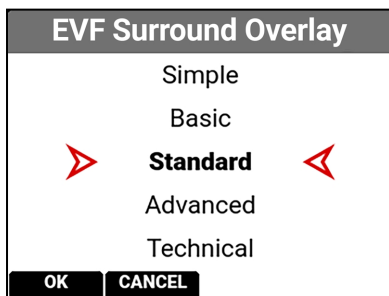 EVF Surround Overlay
Simple
Basic
Standard
Advanced
Technical
OK CANCEL